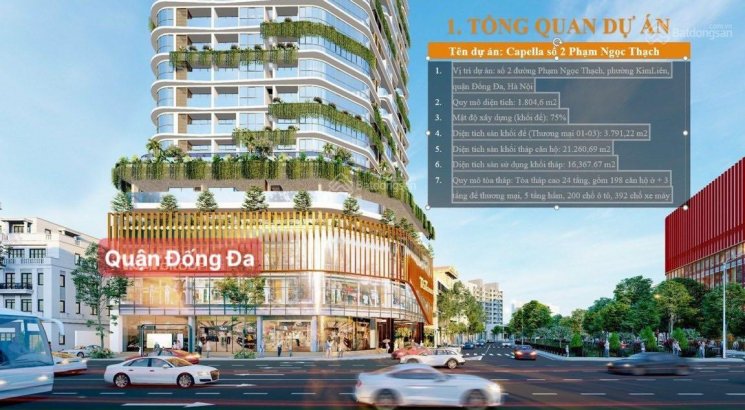 1. TỔNG QUAN DỰ ÁN
Batdongsan
.com.vn
Tên dự án: Capella số 2 Phạm Ngọc Thạch
1. Vị trí dự án: số 2 đường Phạm Ngọc Thạch, phường KimLiên,
quận Đống Đa, Hà Nội
2. Quy mô diện tích: 1.804,6 m2
3. Mật độ xây dựng (khối đế): 75%
4. Diện tích sàn khối đế (Thương mại 01-03): 3.791,22 m2
5. Diện tích sàn khối tháp căn hộ: 21.260,69 m2
6. Diện tích sàn sử dụng khối tháp: 16,367.67 m2
7. Quy mô tòa tháp: Tòa tháp cao 24 tầng, gồm 198 căn hộ ở + 3
tầng đế thương mại, 5 tầng hầm, 200 chỗ ô tô, 392 chỗ xe máy
Quận Đống Đa